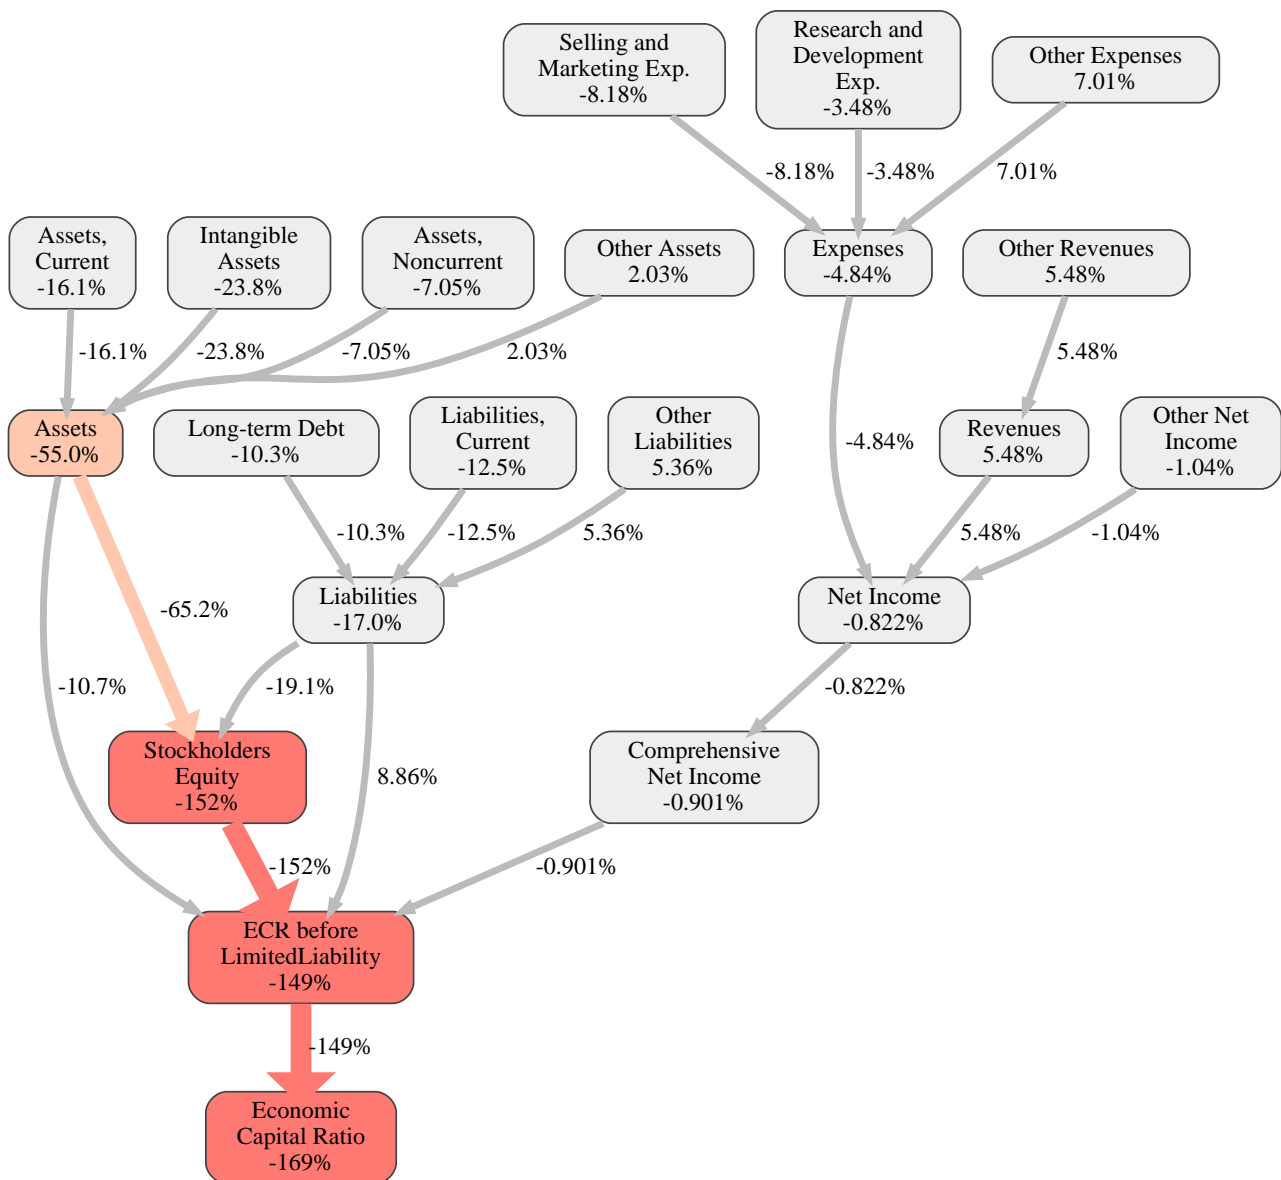 Selling and
Marketing Exp.
-8.18%
Research and
Development
Exp.
-3.48%
Other Expenses
7.01%
-8.18%
-3.48%
7.01%
Assets,
Current
-16.1%
Intangible
Assets
-23.8%
Assets,
Noncurrent
-7.05%
Other Assets
2.03%
Expenses
-4.84%
Other Revenues
5.48%
-16.1%
-23.8%
-7.05%
2.03%
5.48%
Assets
-55.0%
Long-term Debt
-10.3%
Liabilities,
Current
-12.5%
Other
Liabilities
5.36%
-4.84%
Revenues
5.48%
Other Net
Income
-1.04%
-10.3%
-12.5%
5.36%
5.48%
-1.04%
-65.2%
Liabilities
-17.0%
Net Income
-0.822%
-10.7%
-19.1%
-0.822%
Stockholders
Equity
-152%
8.86%
Comprehensive
Net Income
-0.901%
-152%
-0.901%
ECR before
LimitedLiability
-149%
-149%
Economic
Capital Ratio
-169%